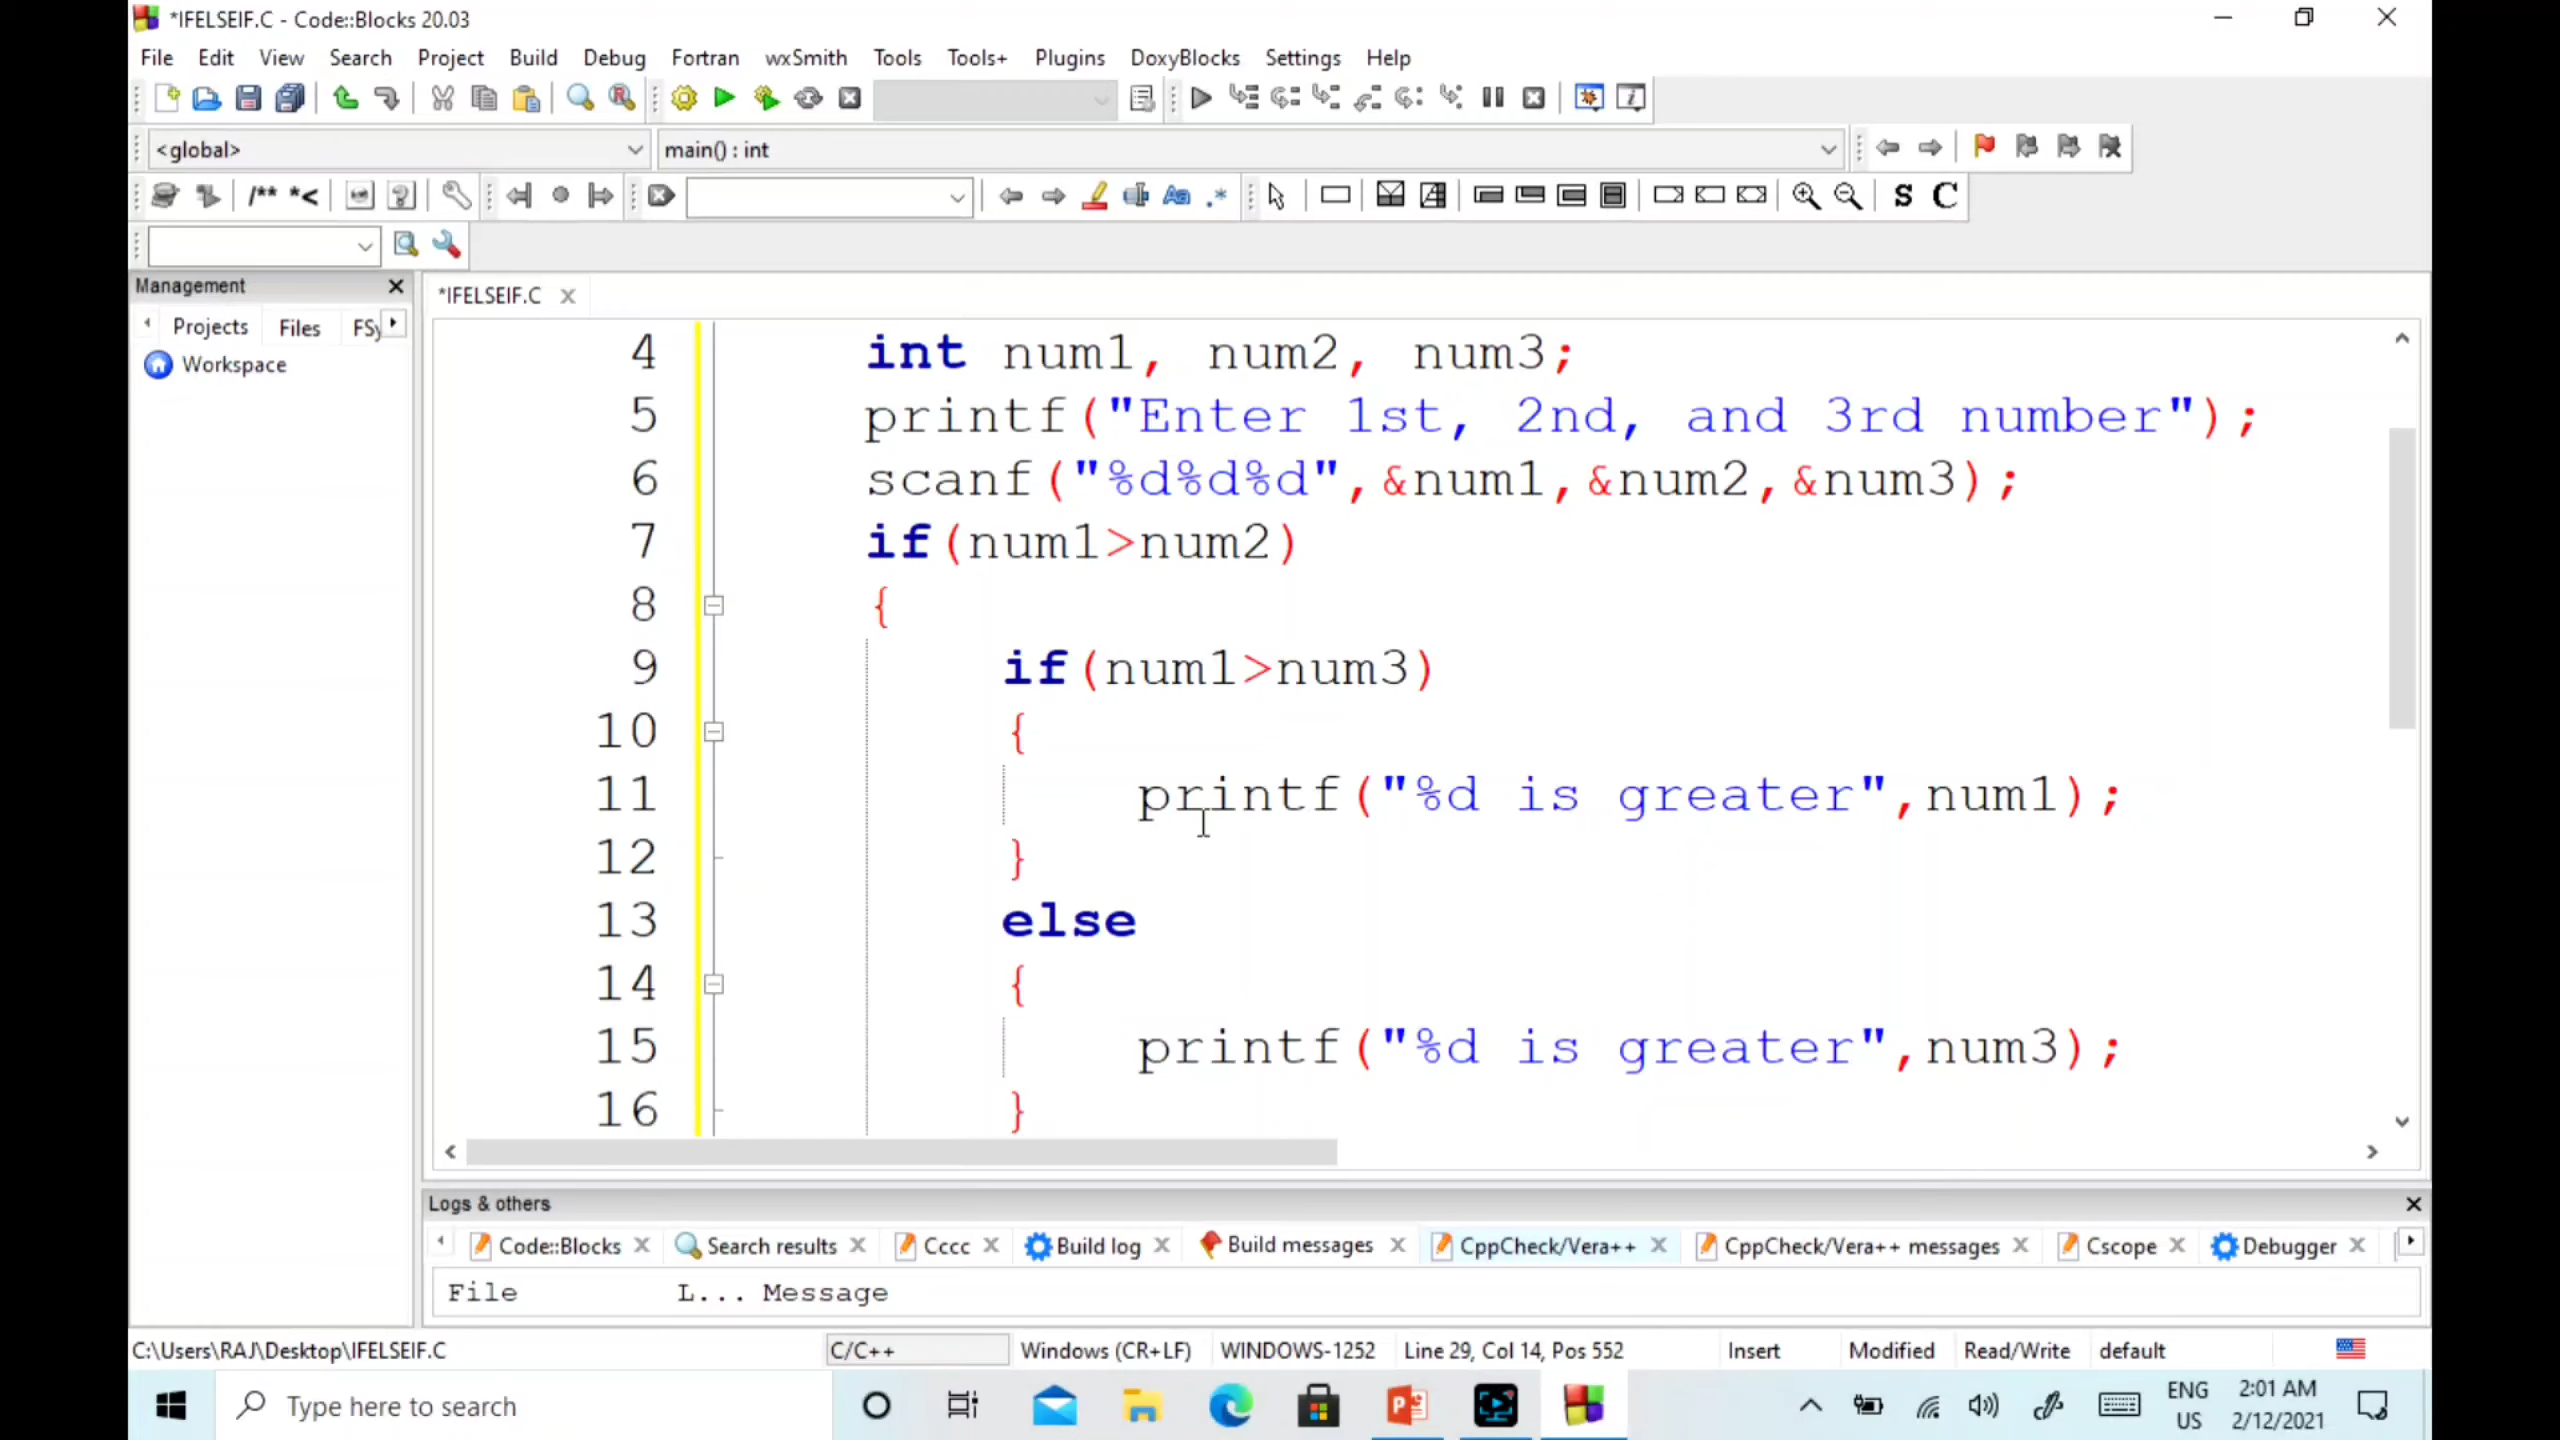 *IFELSEIF.C - Code::Blocks 20.03
File Edit View Search Project Build Debug Fortran wxSmith Tools Tools+ Plugins DoxyBlocks Settings Help
<global> main() : int
/** *< Aa .* S C
Management
*IFELSEIF.C
Projects Files FSy
Workspace
4 int num1, num2, num3;
5 printf("Enter 1st, 2nd, and 3rd number");
6 scanf("%d%d%d",&num1,&num2,&num3);
7 if(num1>num2)
8 {
9 if(num1>num3)
10 {
11 printf("%d is greater",num1);
12 }
13 else
14 {
15 printf("%d is greater",num3);
16 }
Logs & others
Code::Blocks Search results Cccc Build log Build messages CppCheck/Vera++ CppCheck/Vera++ messages Cscope Debugger
File L... Message
C:\Users\RAJ\Desktop\IFELSEIF.C C/C++ Windows (CR+LF) WINDOWS-1252 Line 29, Col 14, Pos 552 Insert Modified Read/Write default
Type here to search
ENG 2:01 AM
US 2/12/2021